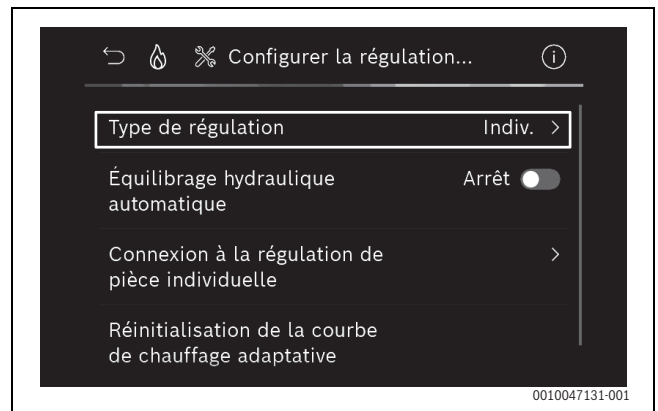 Configurer la régulation...
Type de régulation Indiv. >
Équilibrage hydraulique Arrêt
automatique
Connexion à la régulation de >
pièce individuelle
Réinitialisation de la courbe
de chauffage adaptative
0010047131-001